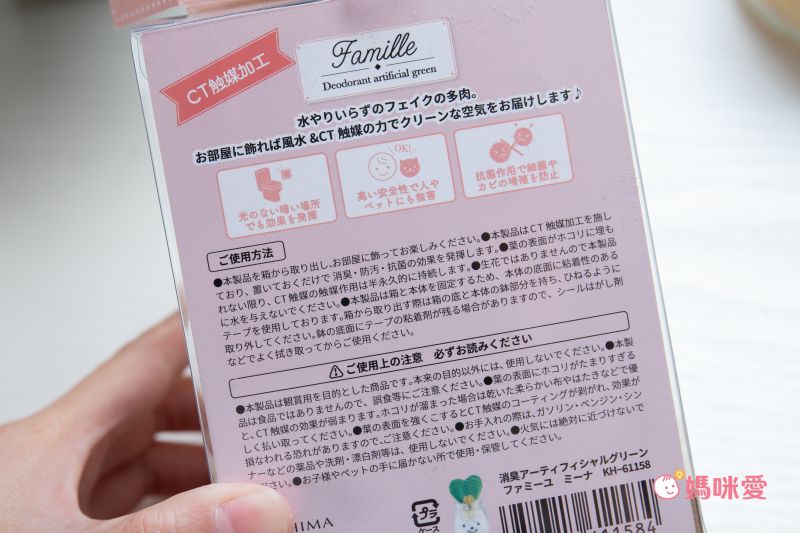 CT触媒加工
Famille
Deodorant artificial green
水やりいらずのフェイクの多肉。
お部屋に飾れば風水&CT触媒の力でクリーンな空気をお届けします♪
光のない暗い場所
でも効果を発揮
OK!
高い安全性で人や
ペットにも無害
抗菌作用で細菌や
カビの増殖を防止
ご使用方法
●本製品を箱から取り出し、お部屋に飾ってお楽しみください。●本製品はCT触媒加工を施し
ており、置いておくだけで消臭・防汚・抗菌の効果を発揮します。●葉の表面がホコリに埋も
れない限り、CT触媒の触媒作用は半永久的に持続します。●生花ではありませんので本製品
に水を与えないでください。●本製品は箱と本体を固定するため、本体の底面に粘着性のある
テープを使用しております。箱から取り出す際は箱の底と本体の鉢部分を持ち、ひねるように
取り外してください。鉢の底面にテープの粘着剤が残る場合がありますので、シールはがし剤
などでよく拭き取ってからご使用ください。
ご使用上の注意 必ずお読みください
●本製品は観賞用を目的とした商品です。本来の目的以外には、使用しないでください。●本製
品は食品ではありませんので、誤食等にご注意ください。●葉の表面にホコリがたまりすぎる
と、CT触媒の効果が弱まります。ホコリが溜まった場合は乾いた柔らかい布やはたきなどで優
しく払い取ってください。●葉の表面を強くこするとCT触媒のコーティングが剥がれ、効果が
損なわれる恐れがありますので、ご注意ください。●お手入れの際は、ガソリン・ベンジン・シン
ナーなどの薬品や洗剤・漂白剤等は、使用しないでください。●火気には絶対に近づけないで
ください。●お子様やペットの手に届かない所で使用・保管してください。
消臭アーティフィシャルグリーン
ファミーユ ミーナ KH-61158
HIMA
プラ
ケース
11584
媽咪愛